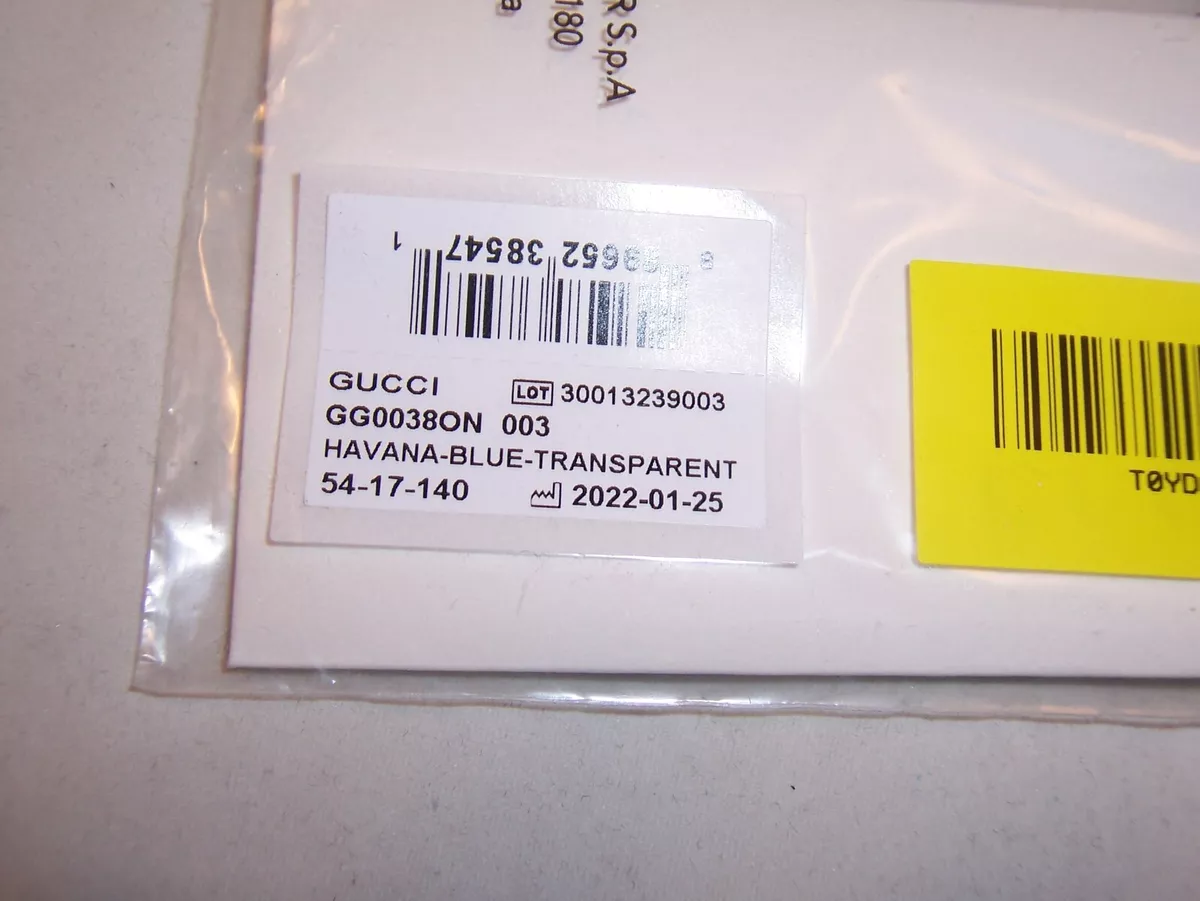 R S.p.A
180
a
8 89652 38547 1
GUCCI LOT 30013239003
GG0038ON 003
HAVANA-BLUE-TRANSPARENT
54-17-140 2022-01-25
T0YD